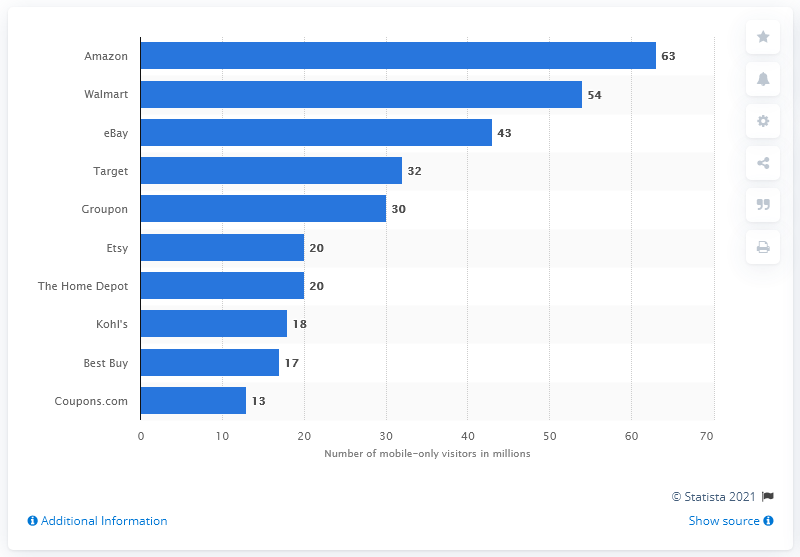 Amazon 63
Walmart 54
eBay 43
Target 32
Groupon 30
Etsy 20
The Home Depot 20
Kohl's 18
Best Buy 17
Coupons.com 13
0 10 20 30 40 50 60 70
Number of mobile-only visitors in millions
© Statista 2021
Additional Information Show source